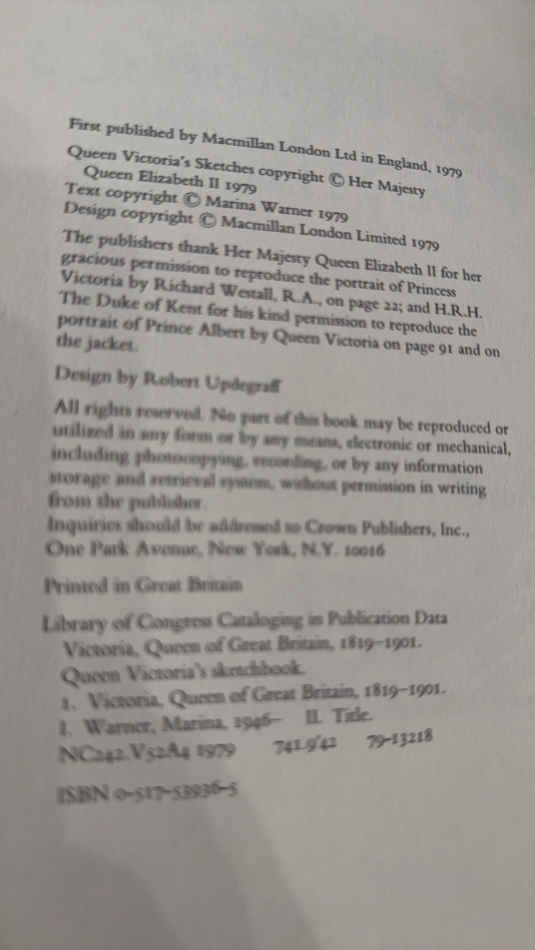 First published by Macmillan London Ltd in England, 1979
Queen Victoria's Sketches copyright © Her Majesty
Queen Elizabeth II 1979
Text copyright © Marina Warner 1979
Design copyright © Macmillan London Limited 1979
The publishers thank Her Majesty Queen Elizabeth II for her
gracious permission to reproduce the portrait of Princess
Victoria by Richard Westall, R.A., on page 22; and H.R.H.
The Duke of Kent for his kind permission to reproduce the
portrait of Prince Albert by Queen Victoria on page 91 and on
the jacket.
Design by Robert Updegraff
All rights reserved. No part of this book may be reproduced or
utilized in any form or by any means, electronic or mechanical,
including photocopying, recording, or by any information
storage and retrieval system, without permission in writing
from the publisher.
Inquiries should be addressed to Crown Publishers, Inc.,
One Park Avenue, New York, N.Y. 10016
Printed in Great Britain
Library of Congress Cataloging in Publication Data
Victoria, Queen of Great Britain, 1819–1901.
Queen Victoria's sketchbook.
1. Victoria, Queen of Great Britain, 1819–1901.
I. Warner, Marina, 1946– II. Title.
NC242.V52A4 1979 741.9'42 79-13218
ISBN 0-517-53936-5